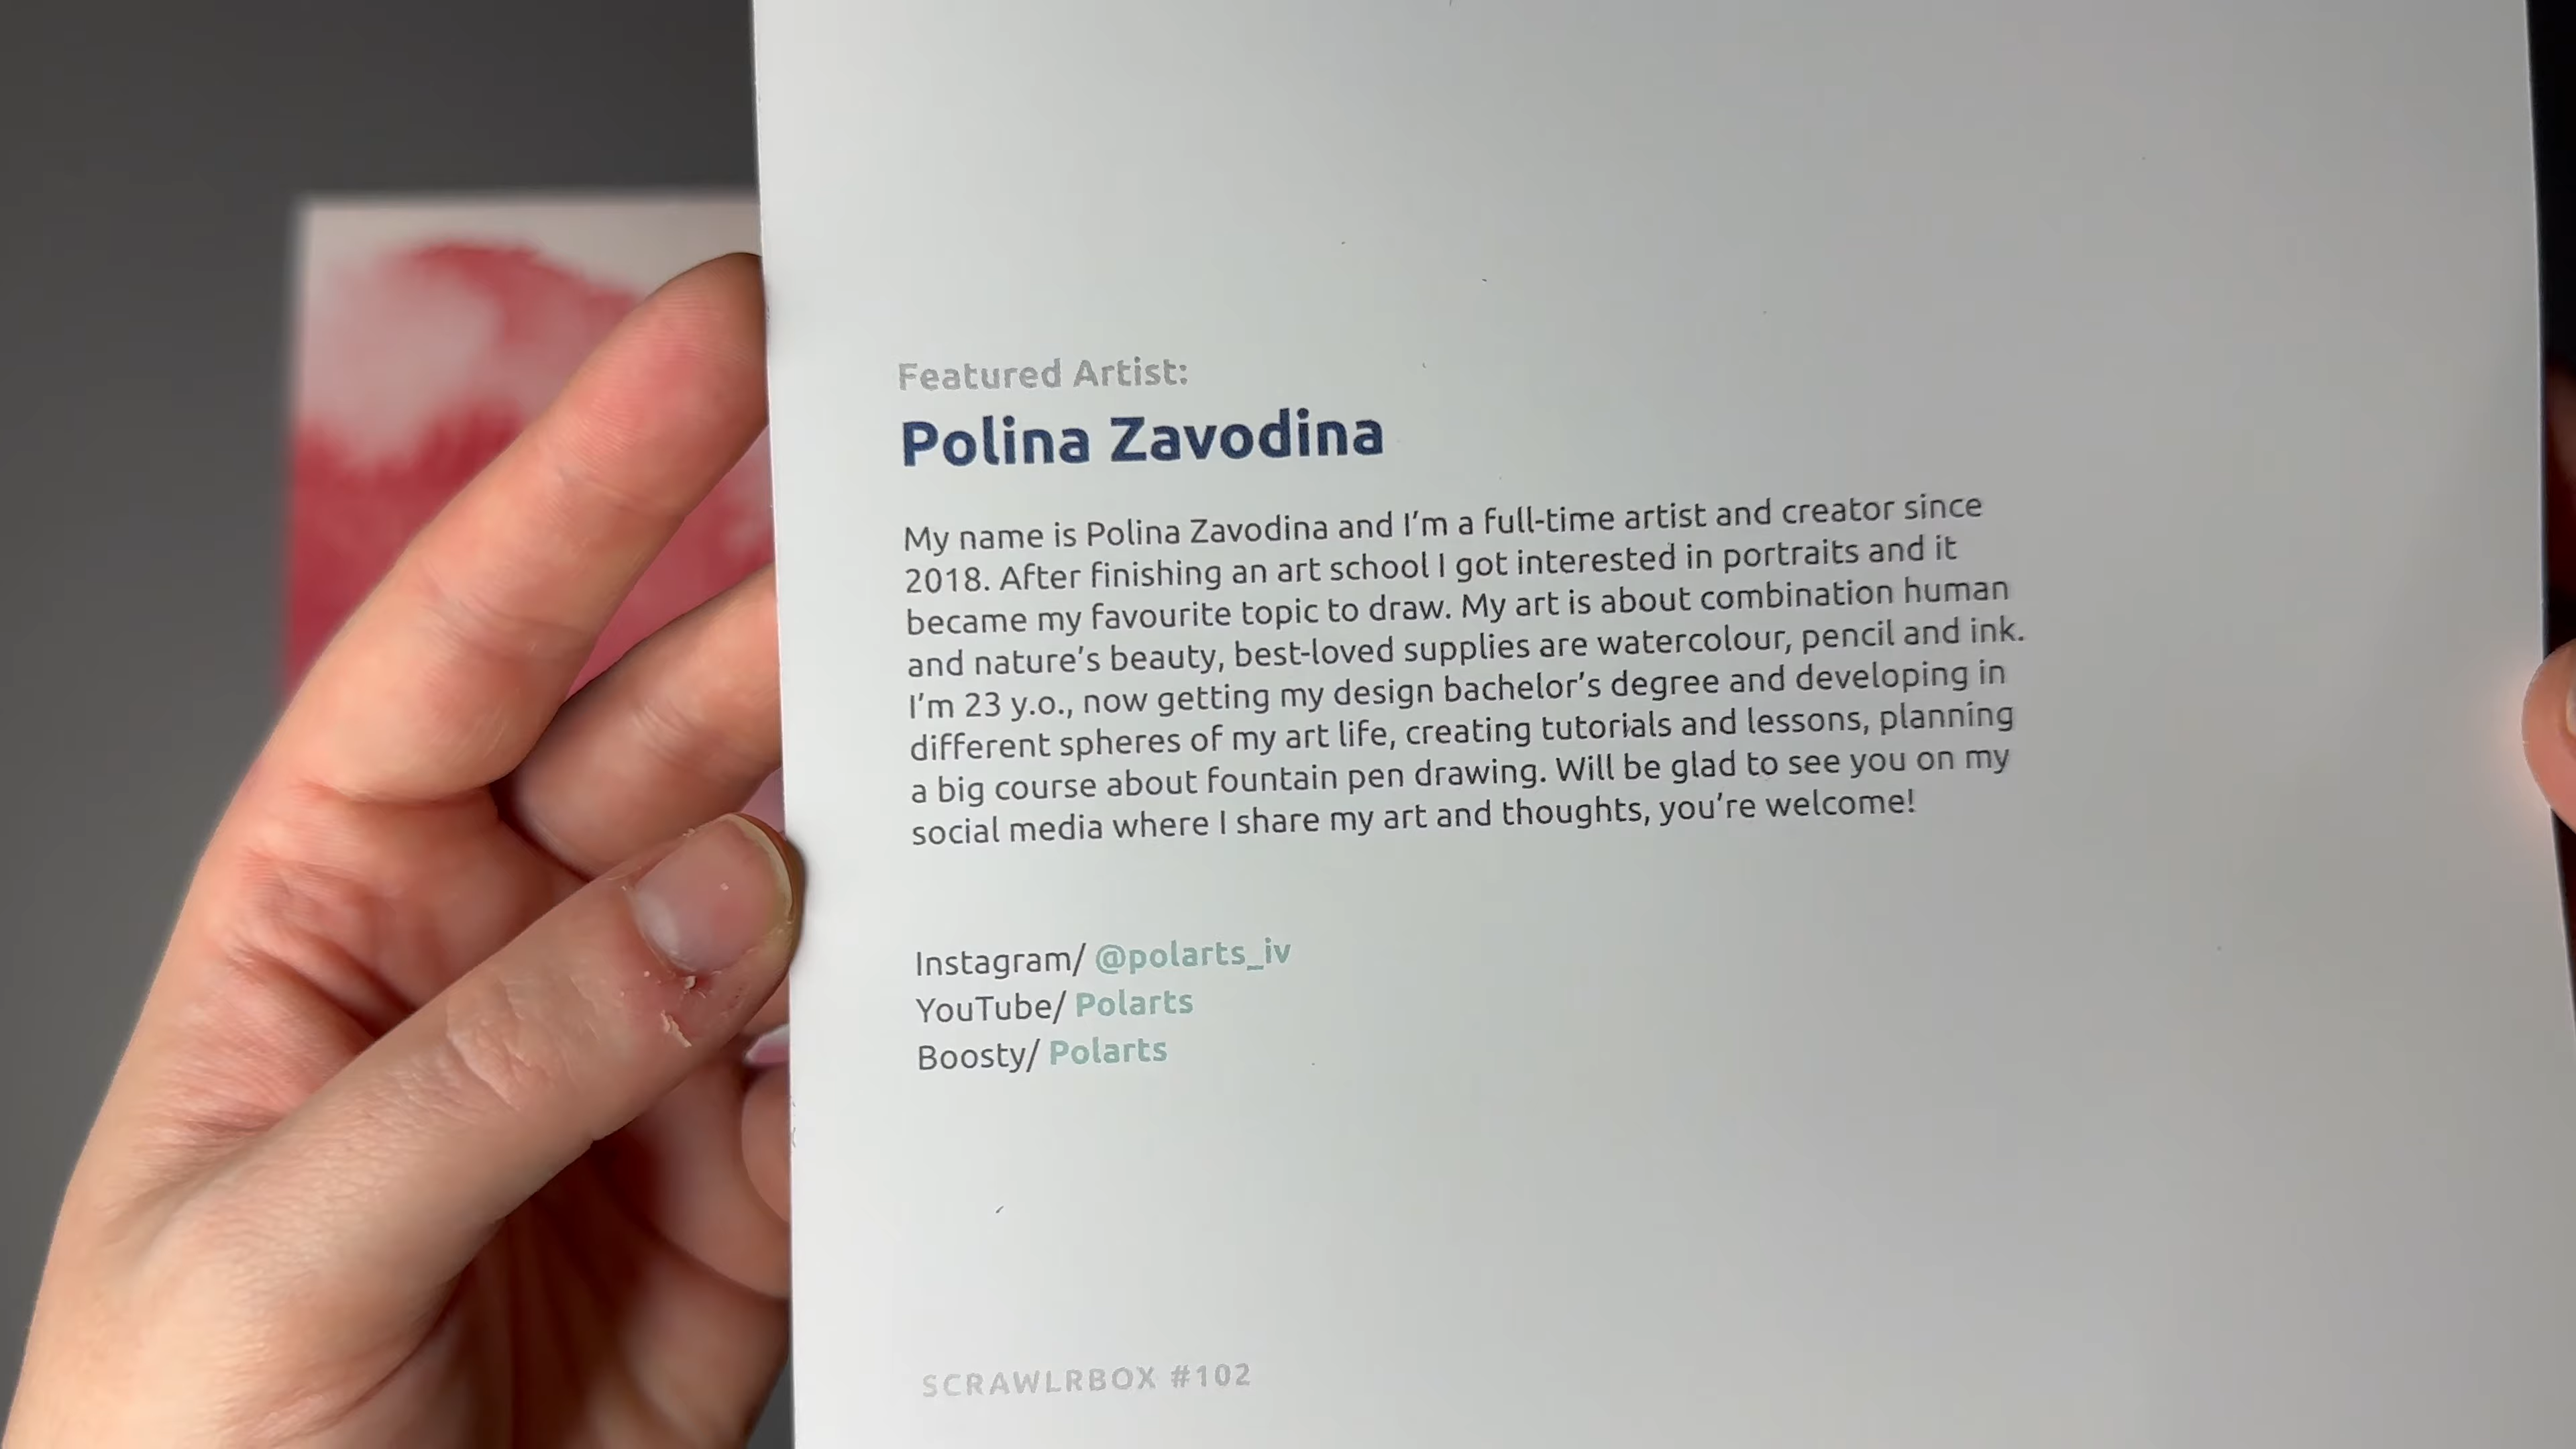 Featured Artist:
Polina Zavodina
My name is Polina Zavodina and I'm a full-time artist and creator since
2018. After finishing an art school I got interested in portraits and it
became my favourite topic to draw. My art is about combination human
and nature's beauty, best-loved supplies are watercolour, pencil and ink.
I'm 23 y.o., now getting my design bachelor's degree and developing in
different spheres of my art life, creating tutorials and lessons, planning
a big course about fountain pen drawing. Will be glad to see you on my
social media where I share my art and thoughts, you're welcome!
Instagram/ @polarts_iv
YouTube/ Polarts
Boosty/ Polarts
SCRAWLRBOX #102